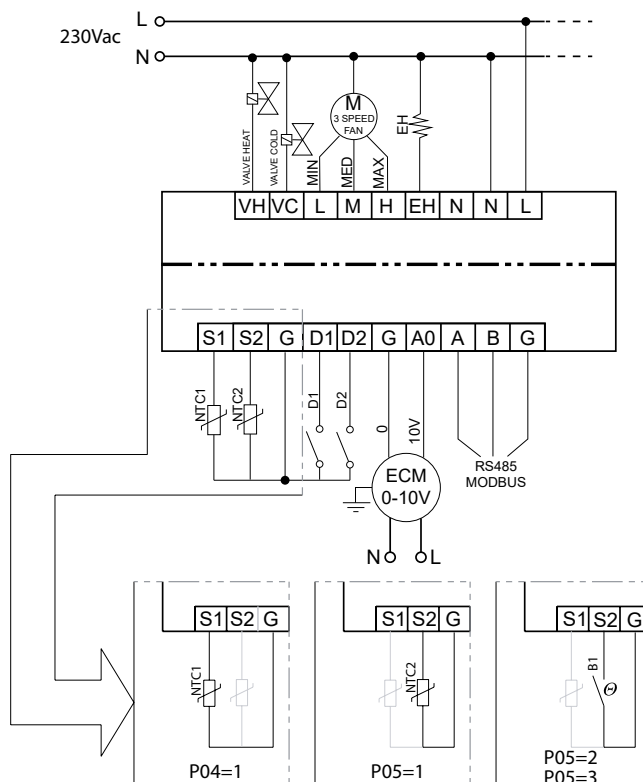 L
230Vac
N
VALVE HEAT
VALVE COLD
M
3 SPEED
FAN
MIN
MED
MAX
EH
VH VC L M H EH N N L
S1 S2 G D1 D2 G A0 A B G
NTC1
NTC2
D1
D2
0
10V
ECM
0-10V
RS485
MODBUS
N L
S1 S2 G
NTC1
P04=1
S1 S2 G
NTC2
P05=1
S1 S2 G
B1
Θ
P05=2
P05=3